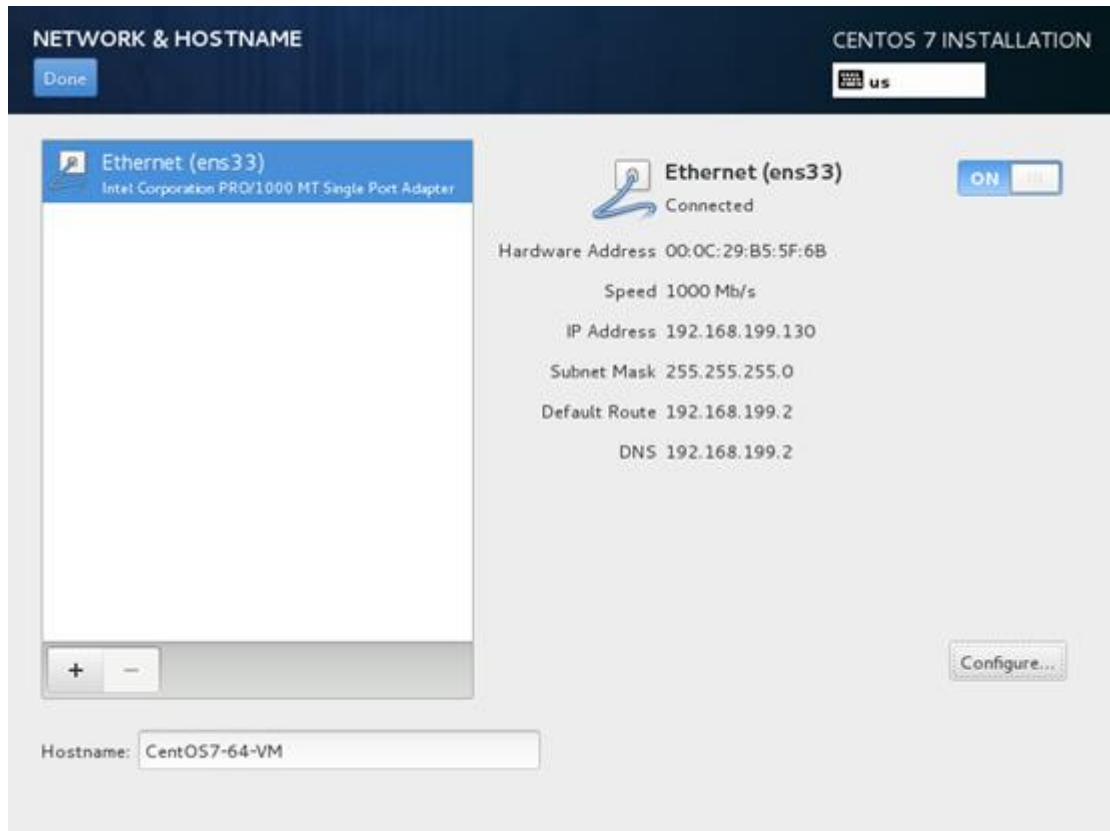 NETWORK & HOSTNAME
CENTOS 7 INSTALLATION
Done
us
Ethernet (ens33)
Intel Corporation PRO/1000 MT Single Port Adapter
Ethernet (ens33)
Connected
ON
Hardware Address 00:0C:29:B5:5F:6B
Speed 1000 Mb/s
IP Address 192.168.199.130
Subnet Mask 255.255.255.0
Default Route 192.168.199.2
DNS 192.168.199.2
+ −
Configure...
Hostname: CentOS7-64-VM